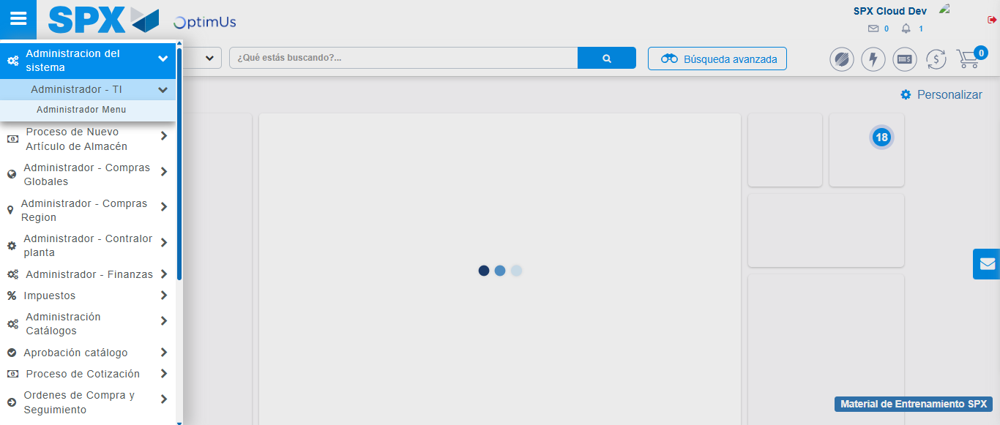 SPX
OptimUs
SPX Cloud Dev
0
1
Administracion del
sistema
Administrador - TI
Administrador Menu
Proceso de Nuevo
Artículo de Almacén
Administrador - Compras
Globales
Administrador - Compras
Region
Administrador - Contralor
planta
Administrador - Finanzas
Impuestos
Administración
Catálogos
Aprobación catálogo
Proceso de Cotización
Ordenes de Compra y
Seguimiento
¿Qué estás buscando?...
Búsqueda avanzada
0
Personalizar
18
Material de Entrenamiento SPX